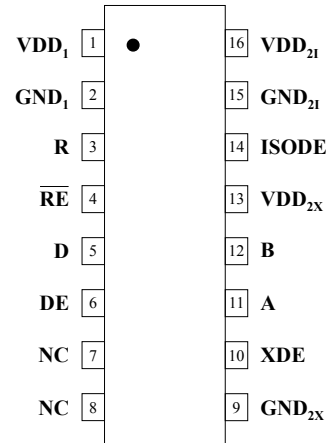 VDD₁ 1 16 VDD₂I
GND₁ 2 15 GND₂I
R 3 14 ISODE
R̅E̅ 4 13 VDD₂X
D 5 12 B
DE 6 11 A
NC 7 10 XDE
NC 8 9 GND₂X